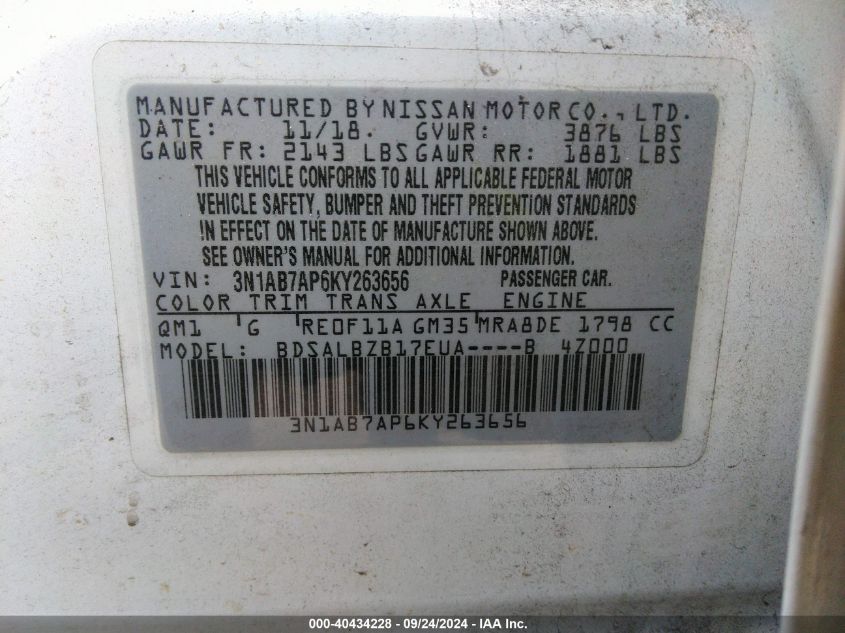 MANUFACTURED BY NISSAN MOTOR CO., LTD.
DATE: 11/18. GVWR: 3876 LBS
GAWR FR: 2143 LBS GAWR RR: 1881 LBS
THIS VEHICLE CONFORMS TO ALL APPLICABLE FEDERAL MOTOR
VEHICLE SAFETY, BUMPER AND THEFT PREVENTION STANDARDS
IN EFFECT ON THE DATE OF MANUFACTURE SHOWN ABOVE.
SEE OWNER'S MANUAL FOR ADDITIONAL INFORMATION.
VIN: 3N1AB7AP6KY263656 PASSENGER CAR.
COLOR TRIM TRANS AXLE ENGINE
QM1 G RE0F11A GM35 MRA8DE 1798 CC
MODEL: BDSALBZB17EUA----B 4Z000
3N1AB7AP6KY263656
000-40434228 - 09/24/2024 - Copyright IAA, Inc.